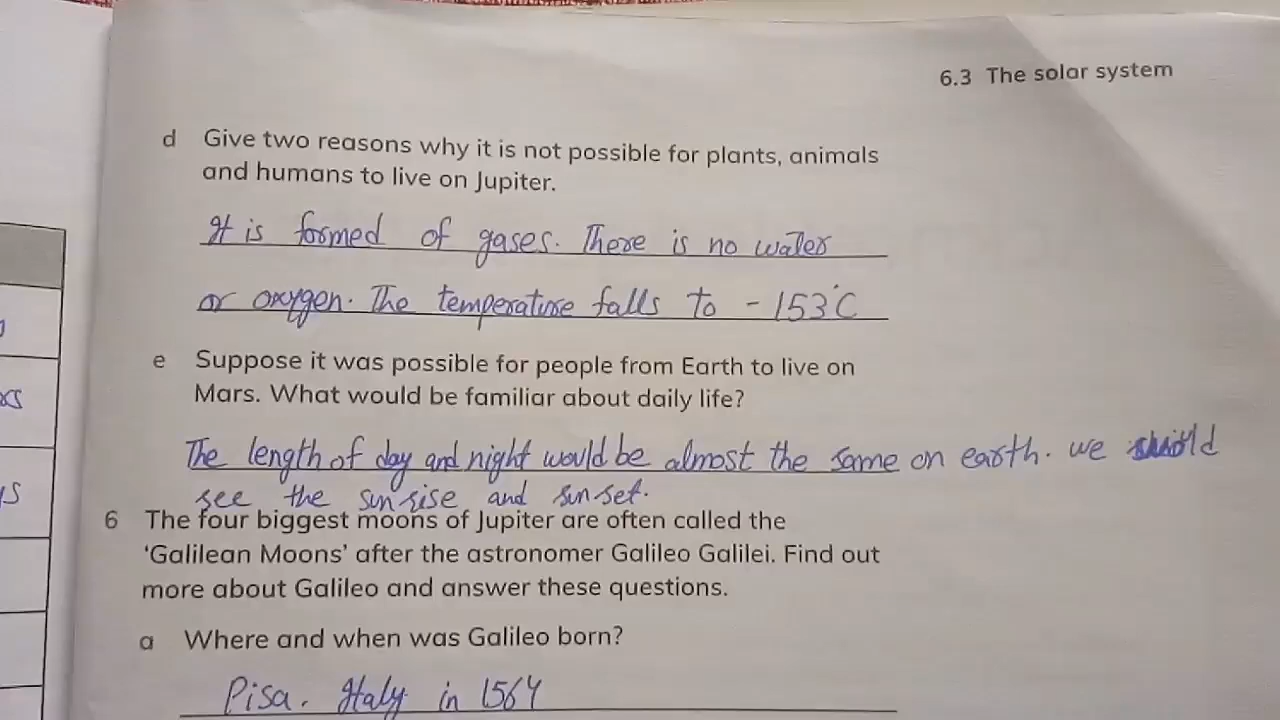 6.3 The solar system
d Give two reasons why it is not possible for plants, animals
and humans to live on Jupiter.
It is formed of gases. There is no water
or oxygen. The temperature falls to -153°C
e Suppose it was possible for people from Earth to live on
Mars. What would be familiar about daily life?
The length of day and night would be almost the same on earth. we
see the sun rise and sun set.
6 The four biggest moons of Jupiter are often called the
‘Galilean Moons’ after the astronomer Galileo Galilei. Find out
more about Galileo and answer these questions.
a Where and when was Galileo born?
Pisa. Italy in 1564